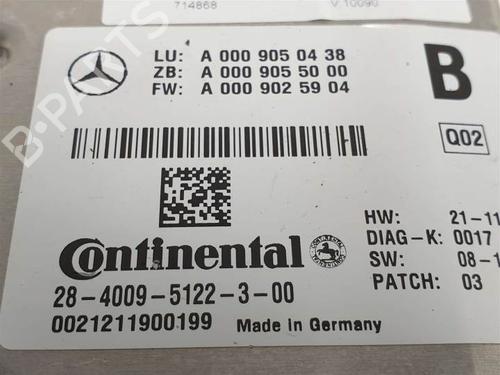 714868 V.10090
LU: A 000 905 04 38
ZB: A 000 905 50 00
FW: A 000 902 59 04
B
Q02
Continental
HW: 21-11
DIAG-K: 0017
SW: 08-1
PATCH: 03
28-4009-5122-3-00
0021211900199 Made in Germany